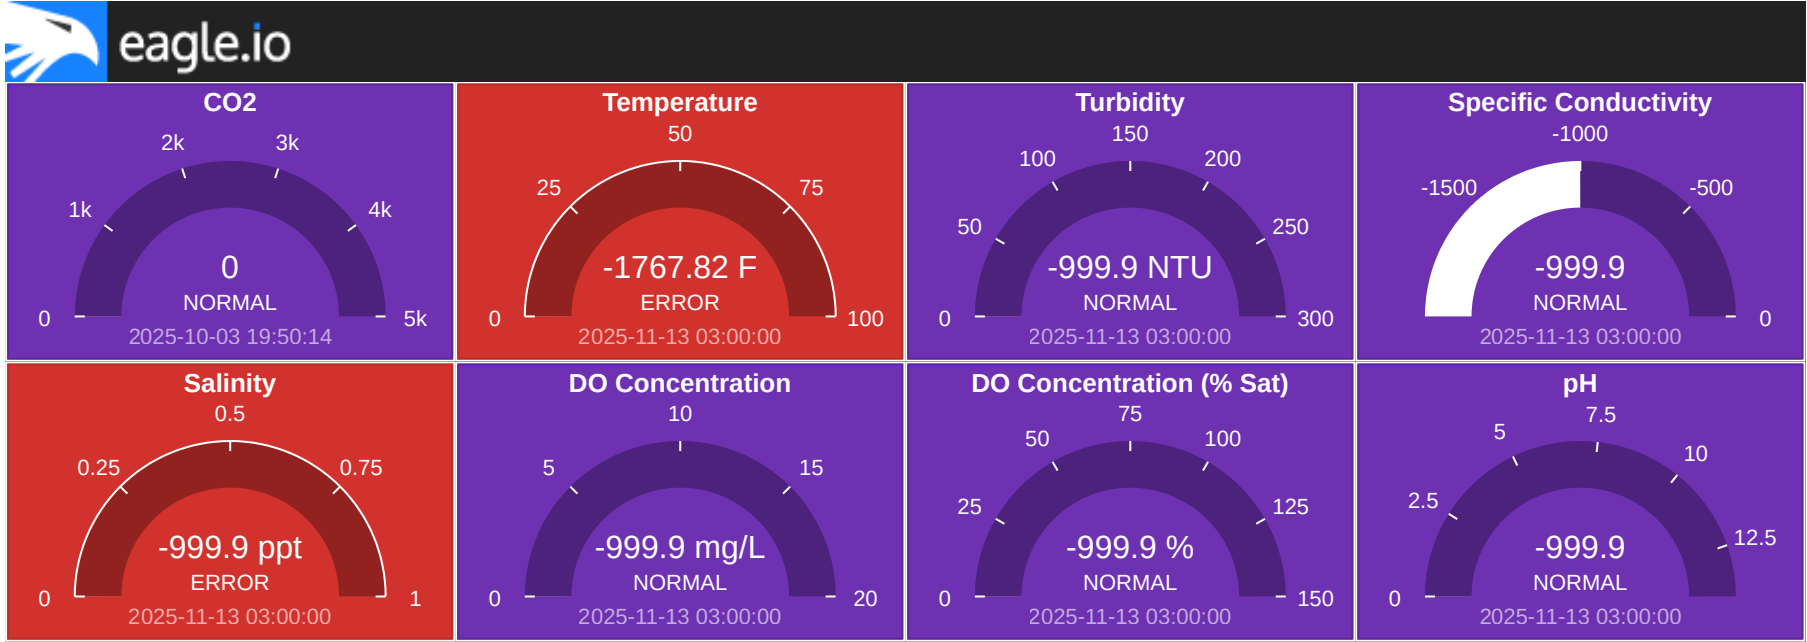 eagle.io
CO2
0
1k
2k
3k
4k
5k
0
NORMAL
2025-10-03 19:50:14
Temperature
0
25
50
75
100
-1767.82 F
ERROR
2025-11-13 03:00:00
Turbidity
0
50
100
150
200
250
300
-999.9 NTU
NORMAL
2025-11-13 03:00:00
Specific Conductivity
-1500
-1000
-500
0
-999.9
NORMAL
2025-11-13 03:00:00
Salinity
0
0.25
0.5
0.75
1
-999.9 ppt
ERROR
2025-11-13 03:00:00
DO Concentration
0
5
10
15
20
-999.9 mg/L
NORMAL
2025-11-13 03:00:00
DO Concentration (% Sat)
0
25
50
75
100
125
150
-999.9 %
NORMAL
2025-11-13 03:00:00
pH
0
2.5
5
7.5
10
12.5
-999.9
NORMAL
2025-11-13 03:00:00